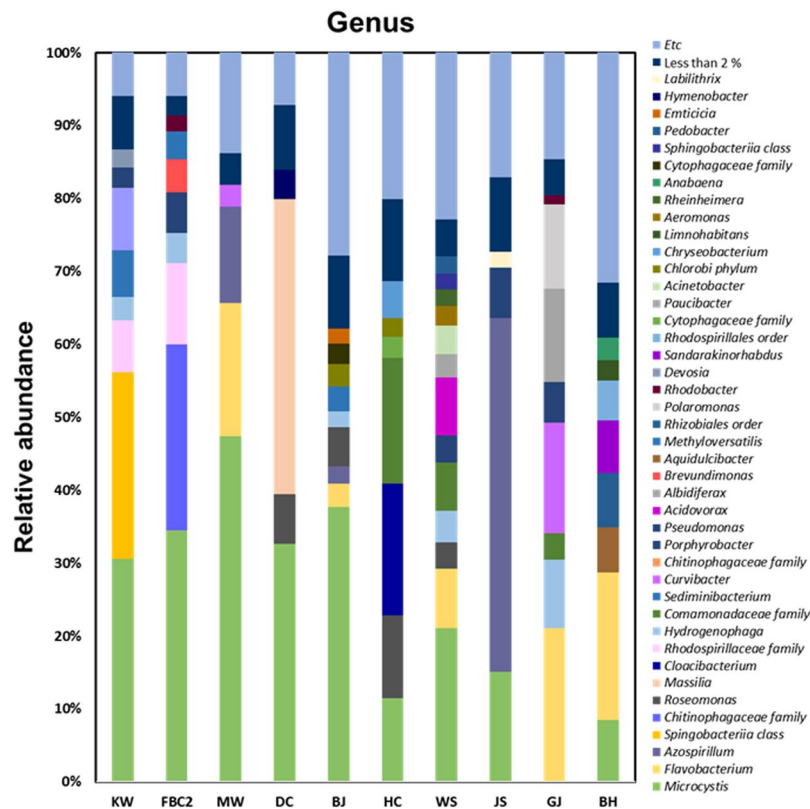 Genus
Relative abundance
100%
90%
80%
70%
60%
50%
40%
30%
20%
10%
0%
KW FBC2 MW DC BJ HC WS JS GJ BH
Etc
Less than 2 %
Labilithrix
Hymenobacter
Emticicia
Pedobacter
Sphingobacteriia class
Cytophagaceae family
Anabaena
Rheinheimera
Aeromonas
Limnohabitans
Chryseobacterium
Chlorobi phylum
Acinetobacter
Paucibacter
Cytophagaceae family
Rhodospirillales order
Sandarakinorhabdus
Devosia
Rhodobacter
Polaromonas
Rhizobiales order
Methyloversatilis
Aquidulcibacter
Brevundimonas
Albidiferax
Acidovorax
Pseudomonas
Porphyrobacter
Chitinophagaceae family
Curvibacter
Sediminibacterium
Comamonadaceae family
Hydrogenophaga
Rhodospirillaceae family
Cloacibacterium
Massilia
Roseomonas
Chitinophagaceae family
Spingobacteriia class
Azospirillum
Flavobacterium
Microcystis